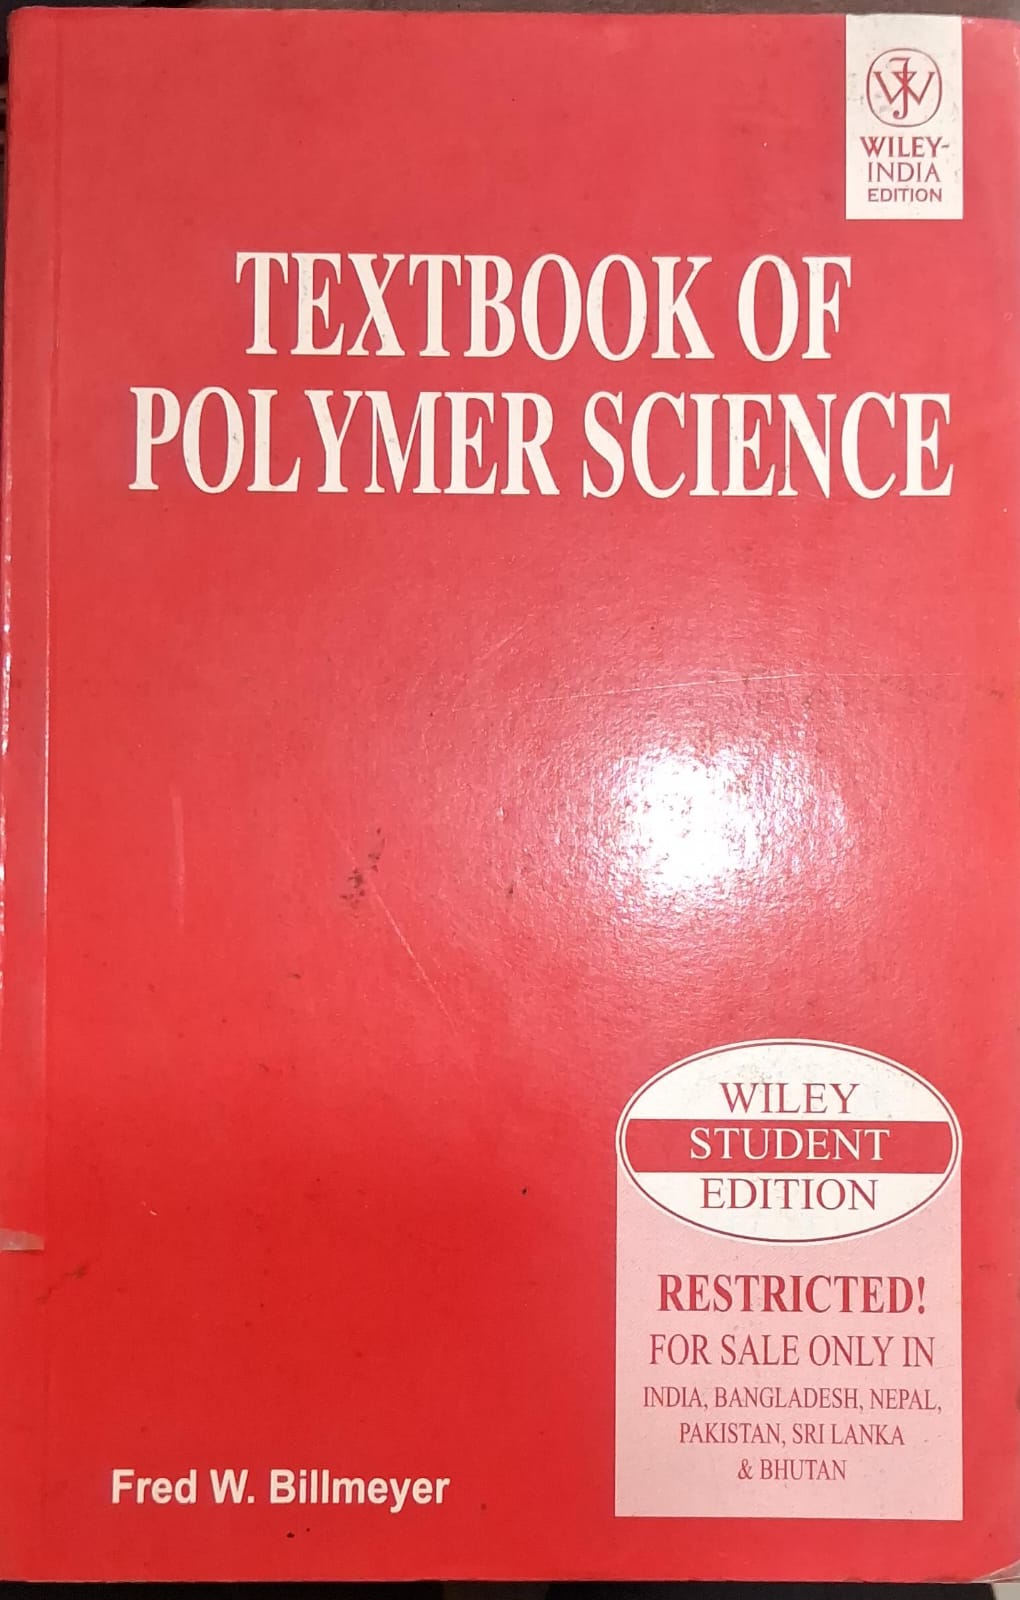 WILEY-
INDIA
EDITION
TEXTBOOK OF
POLYMER SCIENCE
WILEY
STUDENT
EDITION
RESTRICTED!
FOR SALE ONLY IN
INDIA, BANGLADESH, NEPAL,
PAKISTAN, SRI LANKA
& BHUTAN
Fred W. Billmeyer